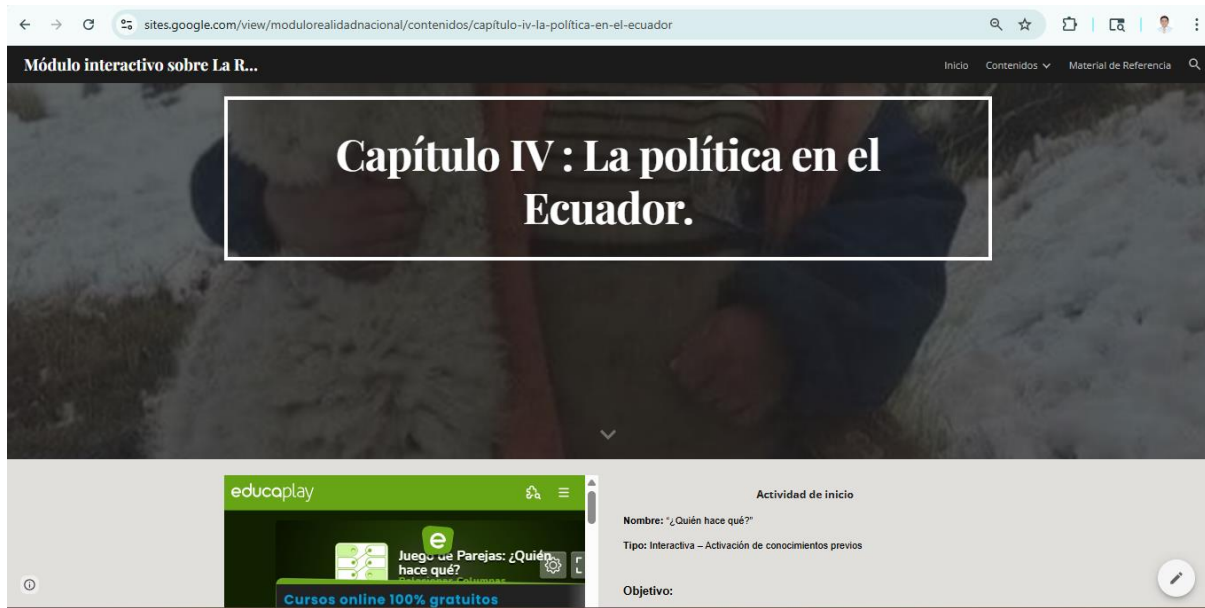 sites.google.com/view/modulorealidadnacional/contenidos/capítulo-iv-la-política-en-el-ecuador
Módulo interactivo sobre La R...
Inicio Contenidos Material de Referencia
Capítulo IV : La política en el
Ecuador.
educaplay
Juego de Parejas: ¿Quién
hace qué?
Relacionar Columnas
Cursos online 100% gratuitos
Actividad de inicio
Nombre: “¿Quién hace qué?”
Tipo: Interactiva – Activación de conocimientos previos
Objetivo: